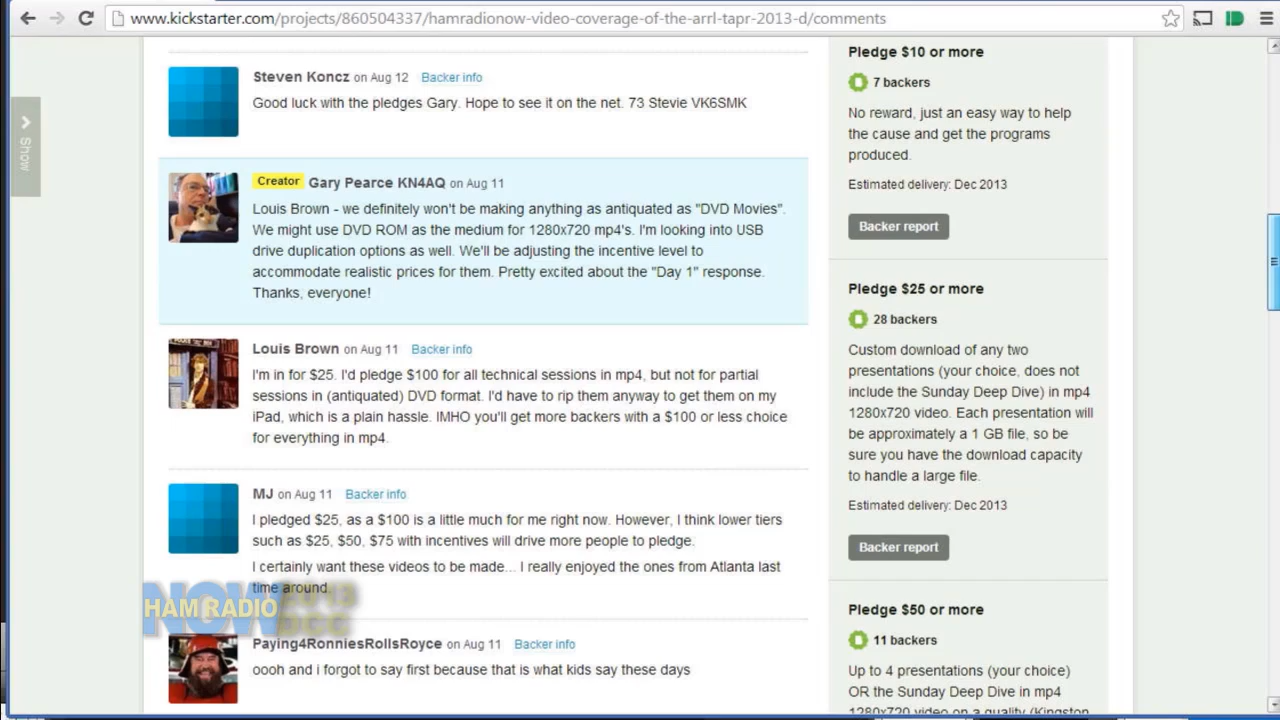 www.kickstarter.com/projects/860504337/hamradionow-video-coverage-of-the-arrl-tapr-2013-d/comments
Show
Steven Koncz on Aug 12 Backer info
Good luck with the pledges Gary. Hope to see it on the net. 73 Stevie VK6SMK
Creator Gary Pearce KN4AQ on Aug 11
Louis Brown - we definitely won't be making anything as antiquated as "DVD Movies".
We might use DVD ROM as the medium for 1280x720 mp4's. I'm looking into USB
drive duplication options as well. We'll be adjusting the incentive level to
accommodate realistic prices for them. Pretty excited about the "Day 1" response.
Thanks, everyone!
Louis Brown on Aug 11 Backer info
I'm in for $25. I'd pledge $100 for all technical sessions in mp4, but not for partial
sessions in (antiquated) DVD format. I'd have to rip them anyway to get them on my
iPad, which is a plain hassle. IMHO you'll get more backers with a $100 or less choice
for everything in mp4.
MJ on Aug 11 Backer info
I pledged $25, as a $100 is a little much for me right now. However, I think lower tiers
such as $25, $50, $75 with incentives will drive more people to pledge.
I certainly want these videos to be made... I really enjoyed the ones from Atlanta last
time around.
NOW 2013
HAM RADIO
DCC
Paying4RonniesRollsRoyce on Aug 11 Backer info
oooh and i forgot to say first because that is what kids say these days
Pledge $10 or more
7 backers
No reward, just an easy way to help
the cause and get the programs
produced.
Estimated delivery: Dec 2013
Backer report
Pledge $25 or more
28 backers
Custom download of any two
presentations (your choice, does not
include the Sunday Deep Dive) in mp4
1280x720 video. Each presentation will
be approximately a 1 GB file, so be
sure you have the download capacity
to handle a large file.
Estimated delivery: Dec 2013
Backer report
Pledge $50 or more
11 backers
Up to 4 presentations (your choice)
OR the Sunday Deep Dive in mp4
1280x720 video on a quality (Kingston